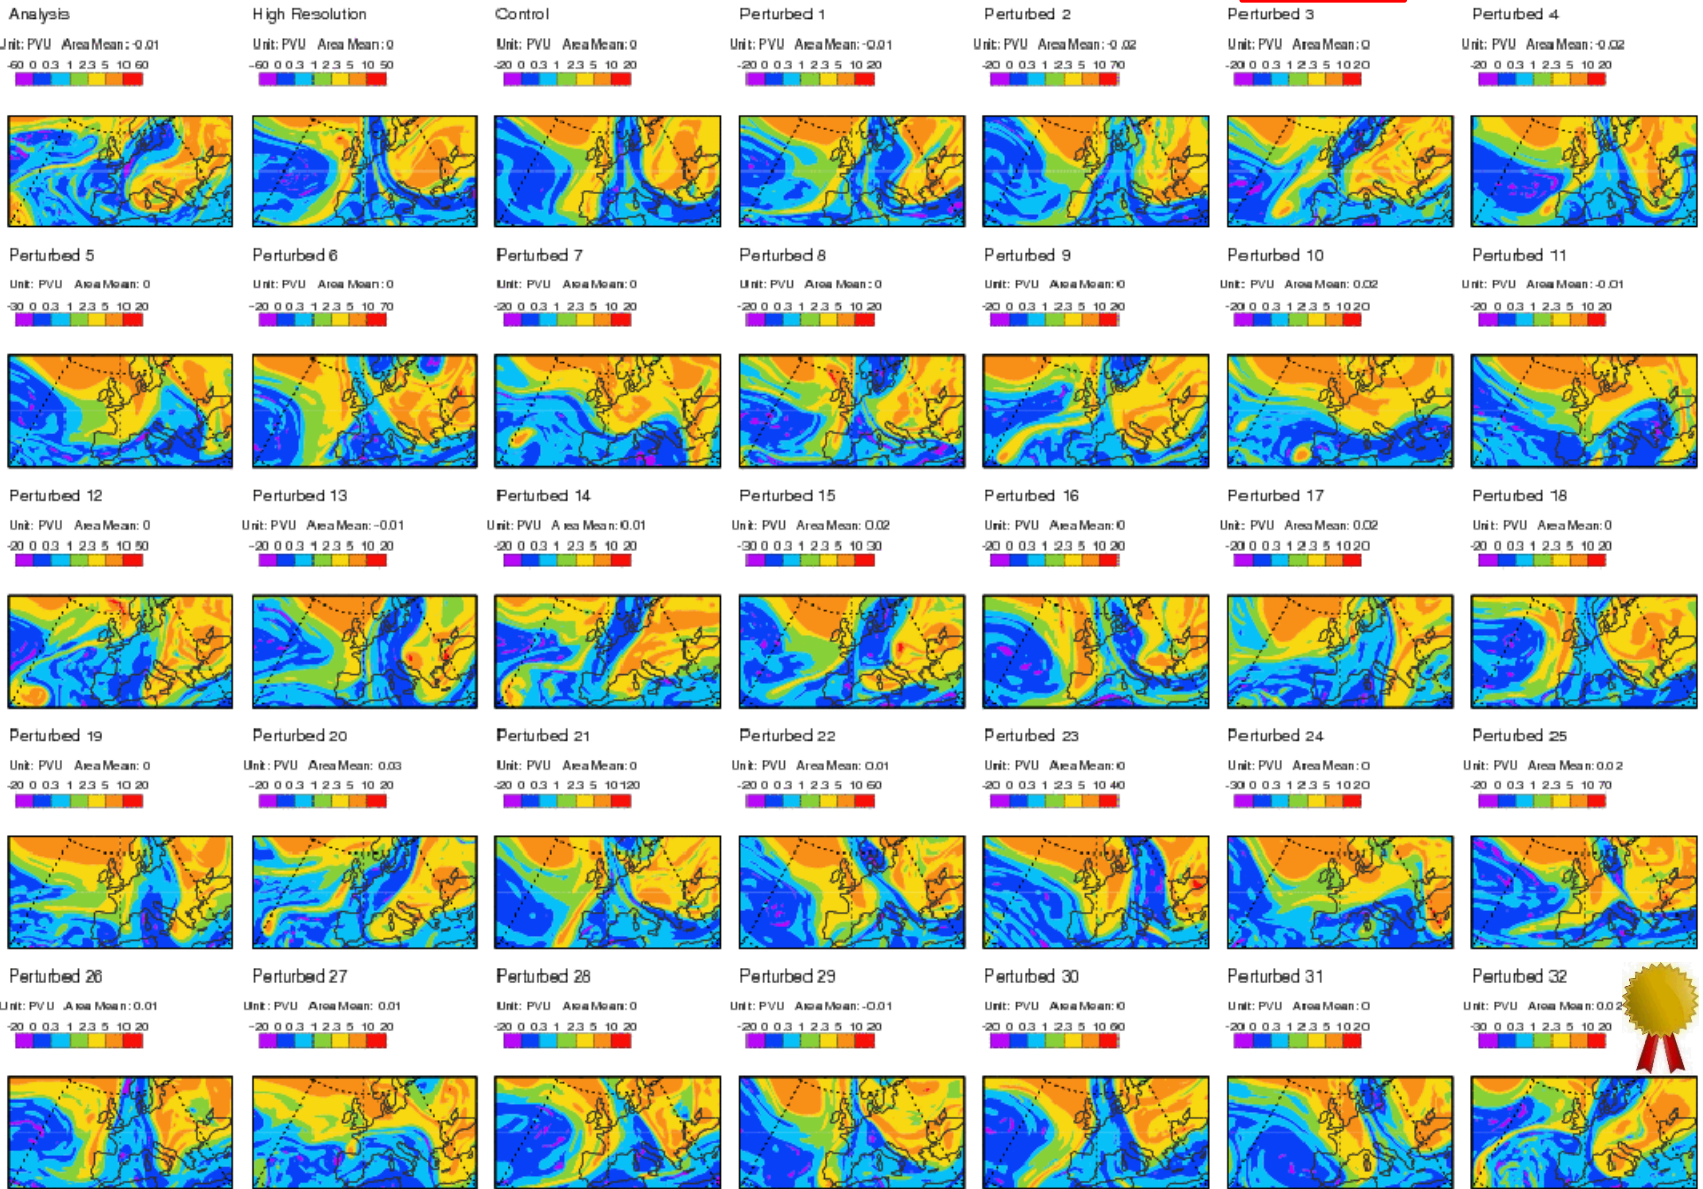 Analysis High Resolution Control Perturbed 1 Perturbed 2 Perturbed 3 Perturbed 4
Unit: PVU Area Mean: -0.01 Unit: PVU Area Mean: 0 Unit: PVU Area Mean: 0 Unit: PVU Area Mean: -0.01 Unit: PVU Area Mean: -0.02 Unit: PVU Area Mean: 0 Unit: PVU Area Mean: -0.02
-60 0 0.3 1 2 3 5 10 60 -60 0 0.3 1 2 3 5 10 50 -20 0 0.3 1 2 3 5 10 20 -20 0 0.3 1 2 3 5 10 20 -20 0 0.3 1 2 3 5 10 70 -20 0 0.3 1 2 3 5 10 20 -20 0 0.3 1 2 3 5 10 20
Perturbed 5 Perturbed 6 Perturbed 7 Perturbed 8 Perturbed 9 Perturbed 10 Perturbed 11
Unit: PVU Area Mean: 0 Unit: PVU Area Mean: 0 Unit: PVU Area Mean: 0 Unit: PVU Area Mean: 0 Unit: PVU Area Mean: 0 Unit: PVU Area Mean: 0.02 Unit: PVU Area Mean: -0.01
-30 0 0.3 1 2 3 5 10 20 -20 0 0.3 1 2 3 5 10 70 -20 0 0.3 1 2 3 5 10 20 -20 0 0.3 1 2 3 5 10 20 -20 0 0.3 1 2 3 5 10 20 -20 0 0.3 1 2 3 5 10 20 -20 0 0.3 1 2 3 5 10 20
Perturbed 12 Perturbed 13 Perturbed 14 Perturbed 15 Perturbed 16 Perturbed 17 Perturbed 18
Unit: PVU Area Mean: 0 Unit: PVU Area Mean: -0.01 Unit: PVU Area Mean: 0.01 Unit: PVU Area Mean: 0.02 Unit: PVU Area Mean: 0 Unit: PVU Area Mean: 0.02 Unit: PVU Area Mean: 0
-20 0 0.3 1 2 3 5 10 50 -20 0 0.3 1 2 3 5 10 20 -20 0 0.3 1 2 3 5 10 20 -30 0 0.3 1 2 3 5 10 30 -20 0 0.3 1 2 3 5 10 20 -20 0 0.3 1 2 3 5 10 20 -20 0 0.3 1 2 3 5 10 20
Perturbed 19 Perturbed 20 Perturbed 21 Perturbed 22 Perturbed 23 Perturbed 24 Perturbed 25
Unit: PVU Area Mean: 0 Unit: PVU Area Mean: 0.03 Unit: PVU Area Mean: 0 Unit: PVU Area Mean: 0.01 Unit: PVU Area Mean: 0 Unit: PVU Area Mean: 0 Unit: PVU Area Mean: 0.02
-20 0 0.3 1 2 3 5 10 20 -20 0 0.3 1 2 3 5 10 20 -20 0 0.3 1 2 3 5 10 120 -20 0 0.3 1 2 3 5 10 60 -20 0 0.3 1 2 3 5 10 40 -30 0 0.3 1 2 3 5 10 20 -20 0 0.3 1 2 3 5 10 70
Perturbed 26 Perturbed 27 Perturbed 28 Perturbed 29 Perturbed 30 Perturbed 31 Perturbed 32
Unit: PVU Area Mean: 0.01 Unit: PVU Area Mean: 0.01 Unit: PVU Area Mean: 0 Unit: PVU Area Mean: -0.01 Unit: PVU Area Mean: 0 Unit: PVU Area Mean: 0 Unit: PVU Area Mean: 0.02
-20 0 0.3 1 2 3 5 10 20 -20 0 0.3 1 2 3 5 10 20 -20 0 0.3 1 2 3 5 10 20 -20 0 0.3 1 2 3 5 10 20 -20 0 0.3 1 2 3 5 10 60 -20 0 0.3 1 2 3 5 10 20 -30 0 0.3 1 2 3 5 10 20